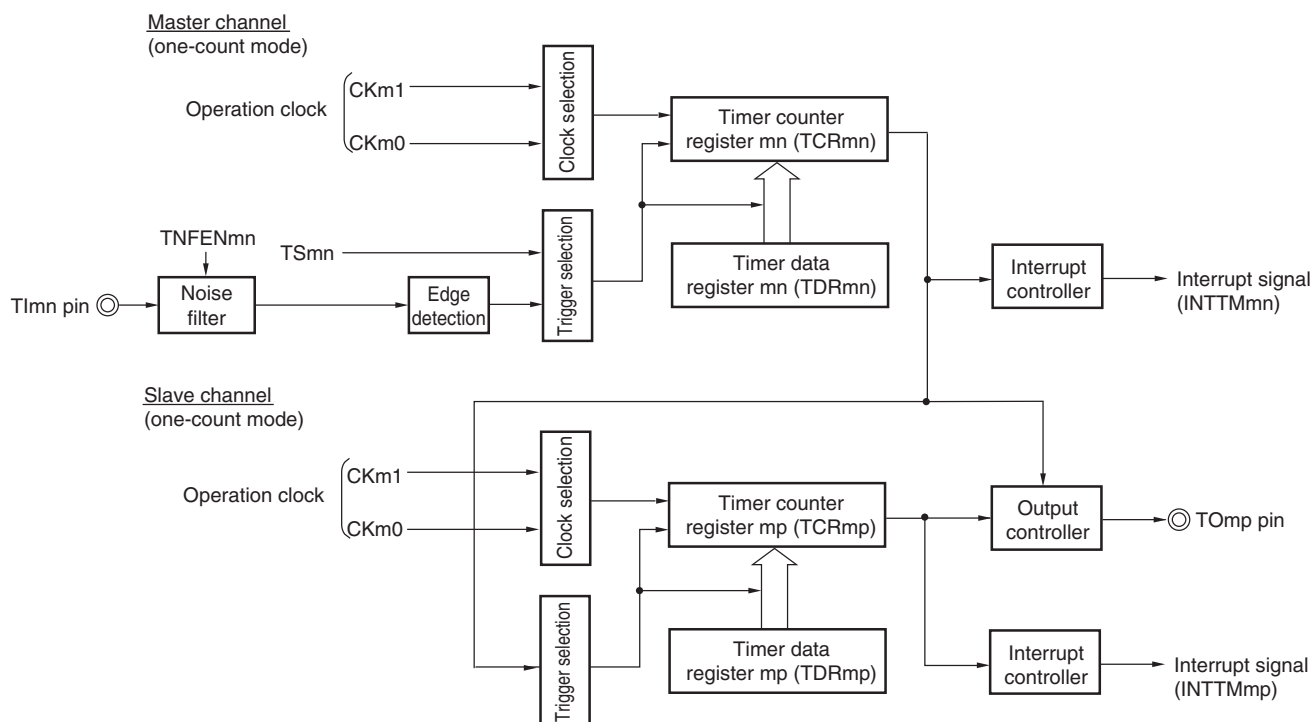 Master channel
(one-count mode)
Operation clock
CKm1
CKm0
Clock selection
Timer counter
register mn (TCRmn)
TNFENmn
TSmn
TImn pin
Noise
filter
Edge
detection
Trigger selection
Timer data
register mn (TDRmn)
Interrupt
controller
Interrupt signal
(INTTMmn)
Slave channel
(one-count mode)
Operation clock
CKm1
CKm0
Clock selection
Timer counter
register mp (TCRmp)
Output
controller
TOmp pin
Trigger selection
Timer data
register mp (TDRmp)
Interrupt
controller
Interrupt signal
(INTTMmp)